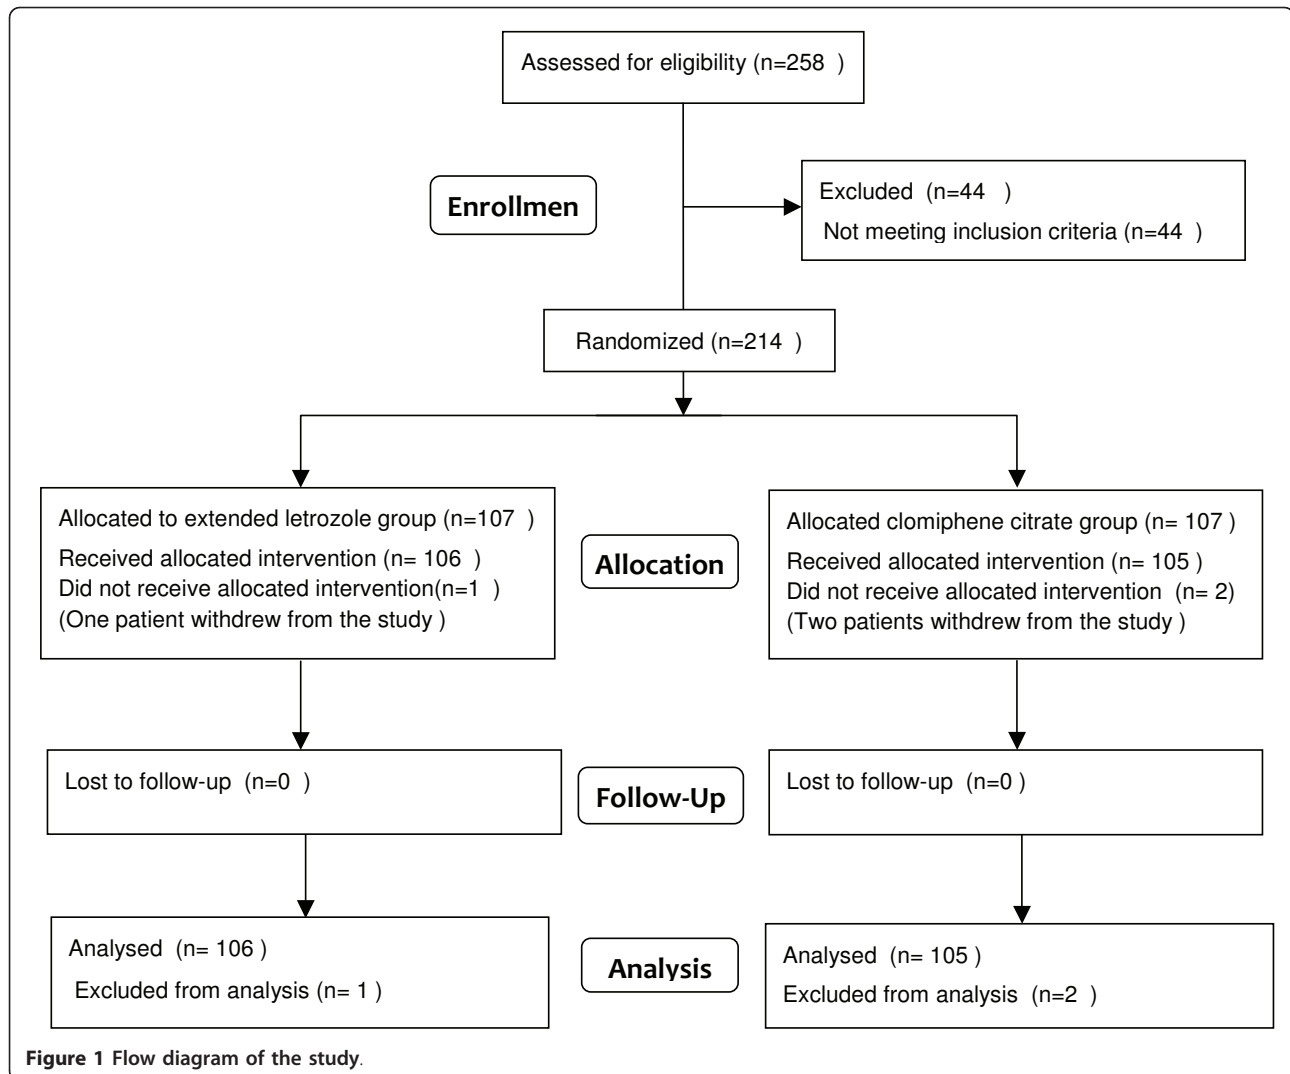 Assessed for eligibility (n=258  )
Enrollmen
Excluded  (n=44   )
Not meeting inclusion criteria (n=44   )
Randomized (n=214   )
Allocated to extended letrozole group (n=107   )
Received allocated intervention (n= 106   )
Did not receive allocated intervention(n=1   )
(One patient withdrew from the study )
Allocation
Allocated clomiphene citrate group (n= 107 )
Received allocated intervention (n= 105 )
Did not receive allocated intervention  (n= 2)
(Two patients withdrew from the study )
Lost to follow-up  (n=0   )
Follow-Up
Lost to follow-up  (n=0 )
Analysed  (n= 106 )
Excluded from analysis (n= 1 )
Analysis
Analysed  (n= 105 )
Excluded from analysis  (n=2   )
Figure 1 Flow diagram of the study.